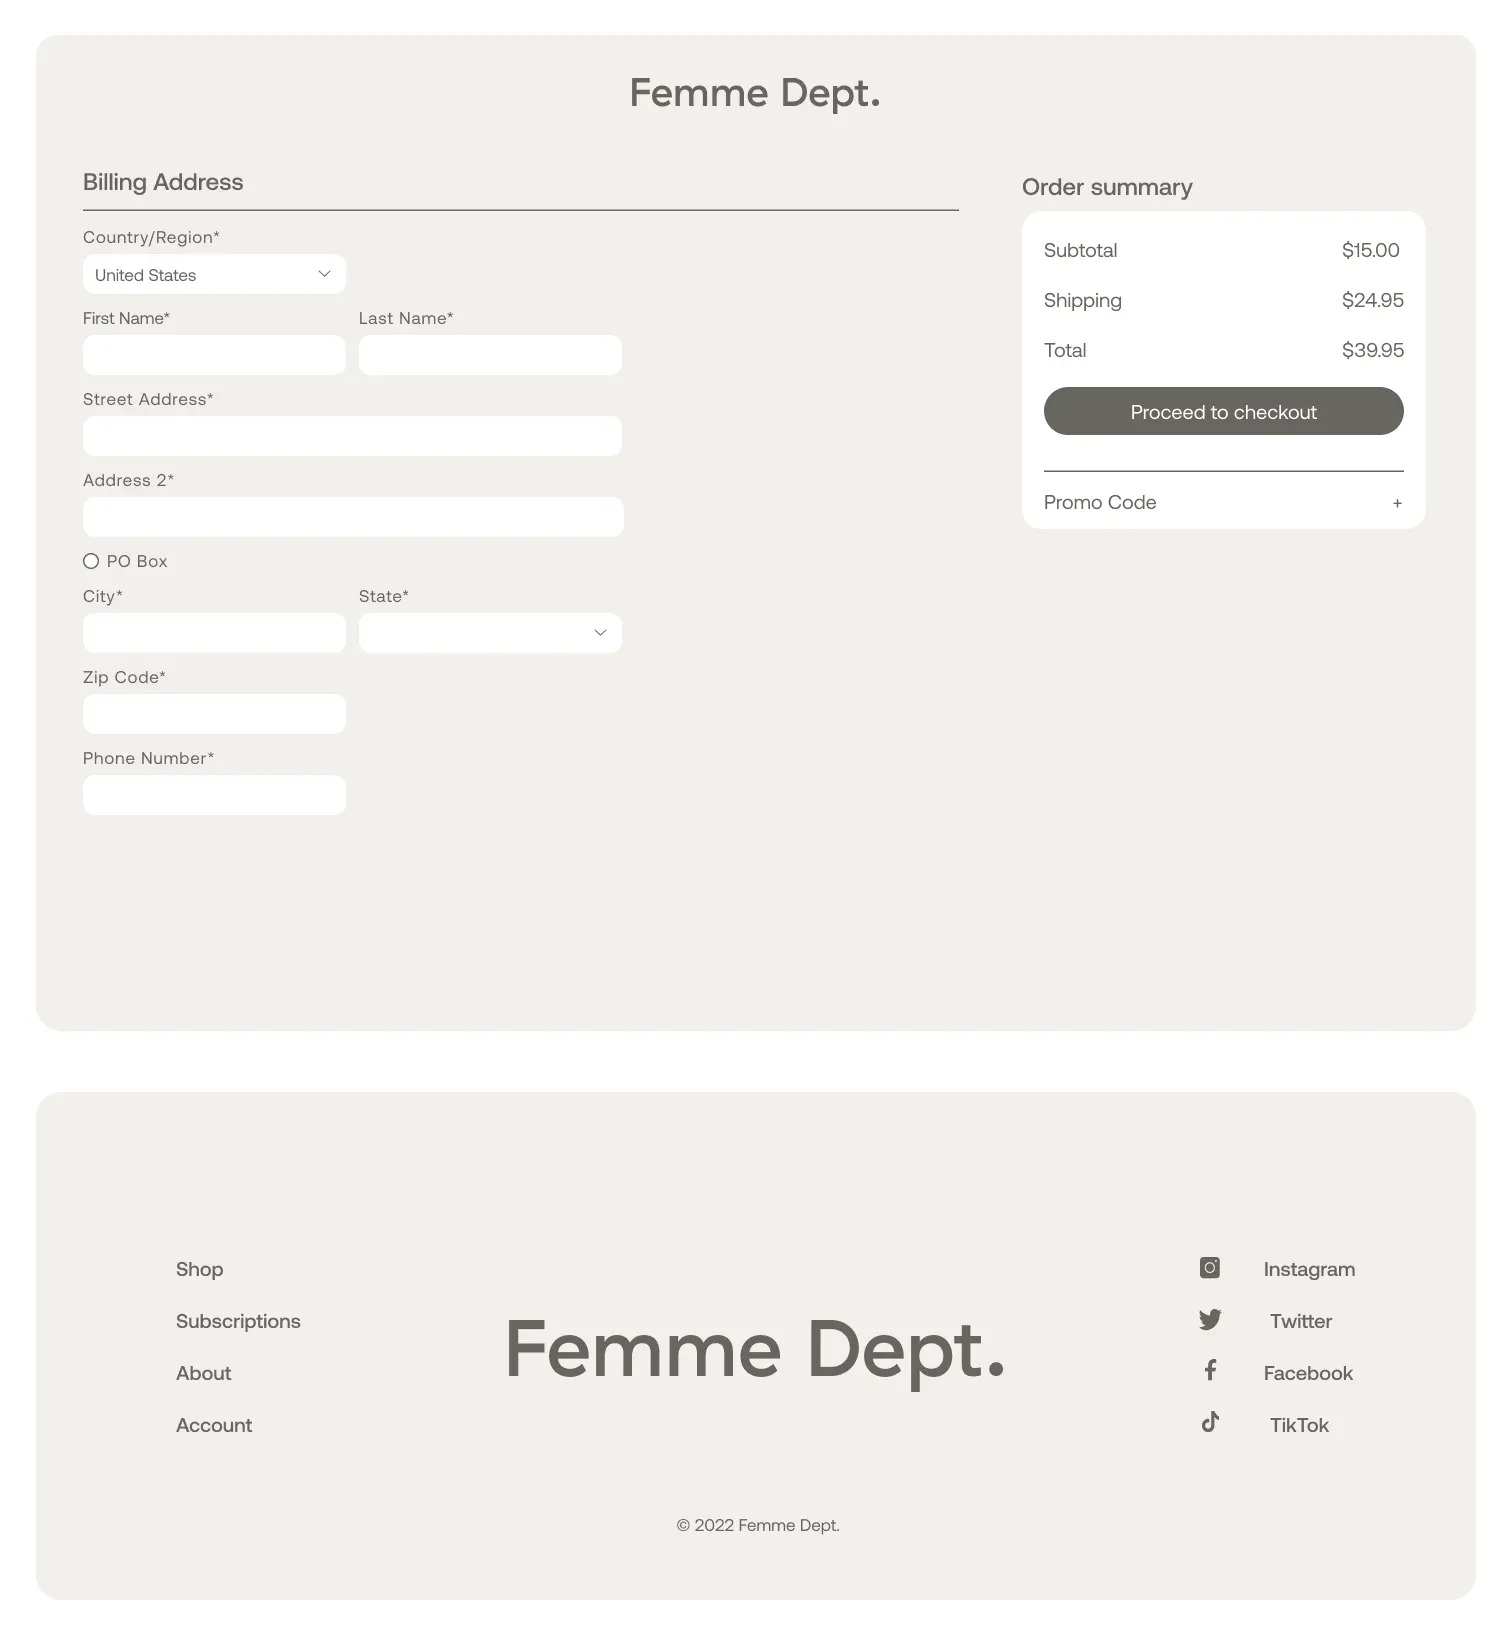 Femme Dept.
Billing Address
Country/Region*
United States
First Name*
Last Name*
Street Address*
Address 2*
PO Box
City*
State*
Zip Code*
Phone Number*
Order summary
Subtotal $15.00
Shipping $24.95
Total $39.95
Proceed to checkout
Promo Code +
Shop
Subscriptions
About
Account
Femme Dept.
Instagram
Twitter
Facebook
TikTok
© 2022 Femme Dept.